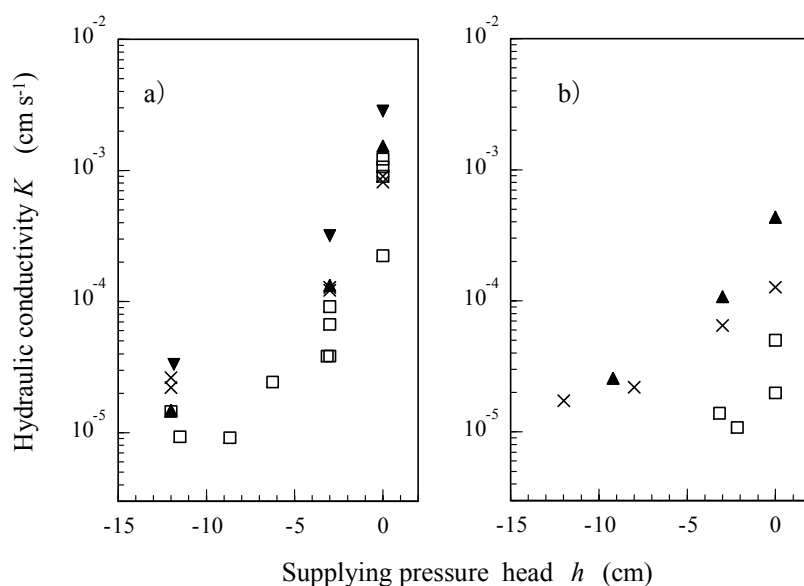 10⁻² 10⁻²
a) b)
10⁻³ 10⁻³
10⁻⁴ 10⁻⁴
10⁻⁵ 10⁻⁵
-15 -10 -5 0 -15 -10 -5 0
Hydraulic conductivity K (cm s⁻¹)
Supplying pressure head h (cm)